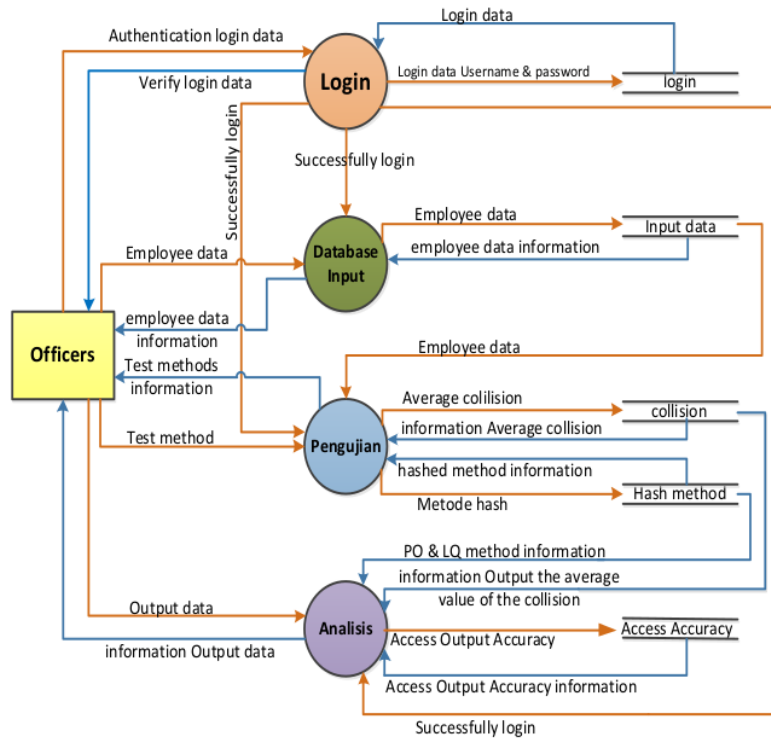 Login data
Authentication login data
Login
Login data Username & password
login
Verify login data
Successfully login
Successfully login
Employee data
Input data
Database
Input
employee data information
Employee data
employee data
information
Officers
Employee data
Test methods
information
Average colilision
collision
information Average collision
Test method
Pengujian
hashed method information
Hash method
Metode hash
PO & LQ method information
information Output the average
value of the collision
Output data
Analisis
Access Accuracy
Access Output Accuracy
information Output data
Access Output Accuracy information
Successfully login